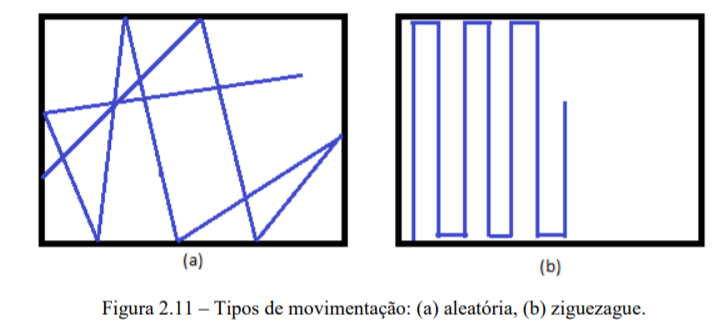 (a)
(b)
Figura 2.11 – Tipos de movimentação: (a) aleatória, (b) ziguezague.